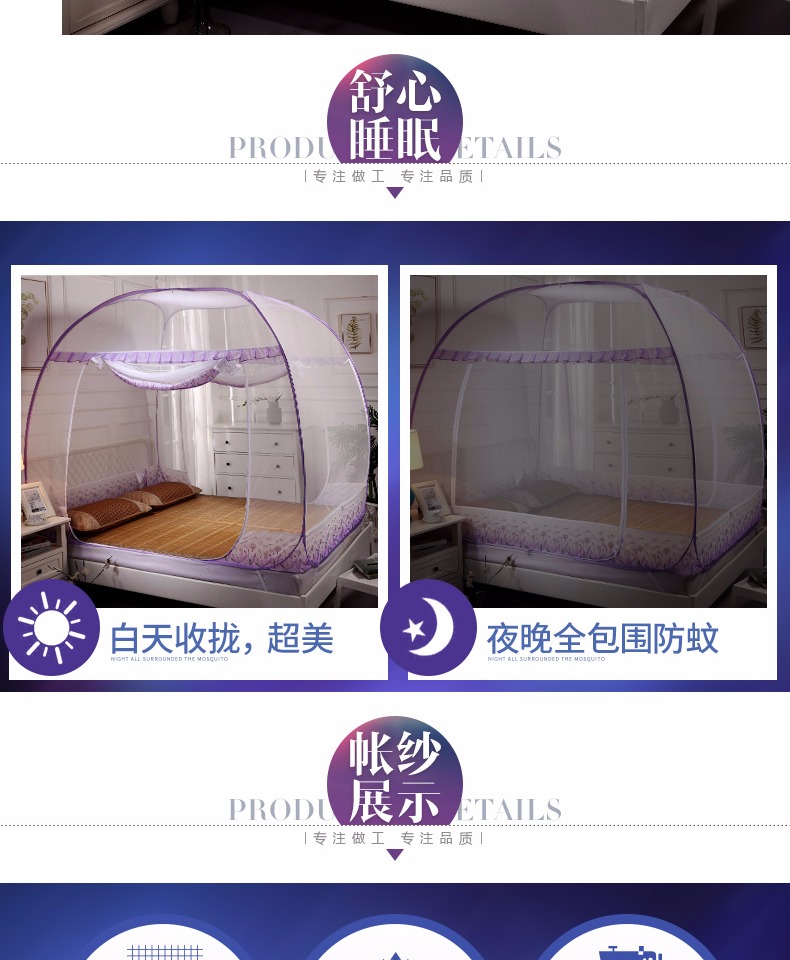 舒心
睡眠
PRODU ETAILS
专注做工 专注品质
白天收拢，超美
NIGHT ALL SURROUNDED THE MOSQUITO
夜晚全包围防蚊
NIGHT ALL SURROUNDED THE MOSQUITO
帐纱
展示
PRODU ETAILS
专注做工 专注品质